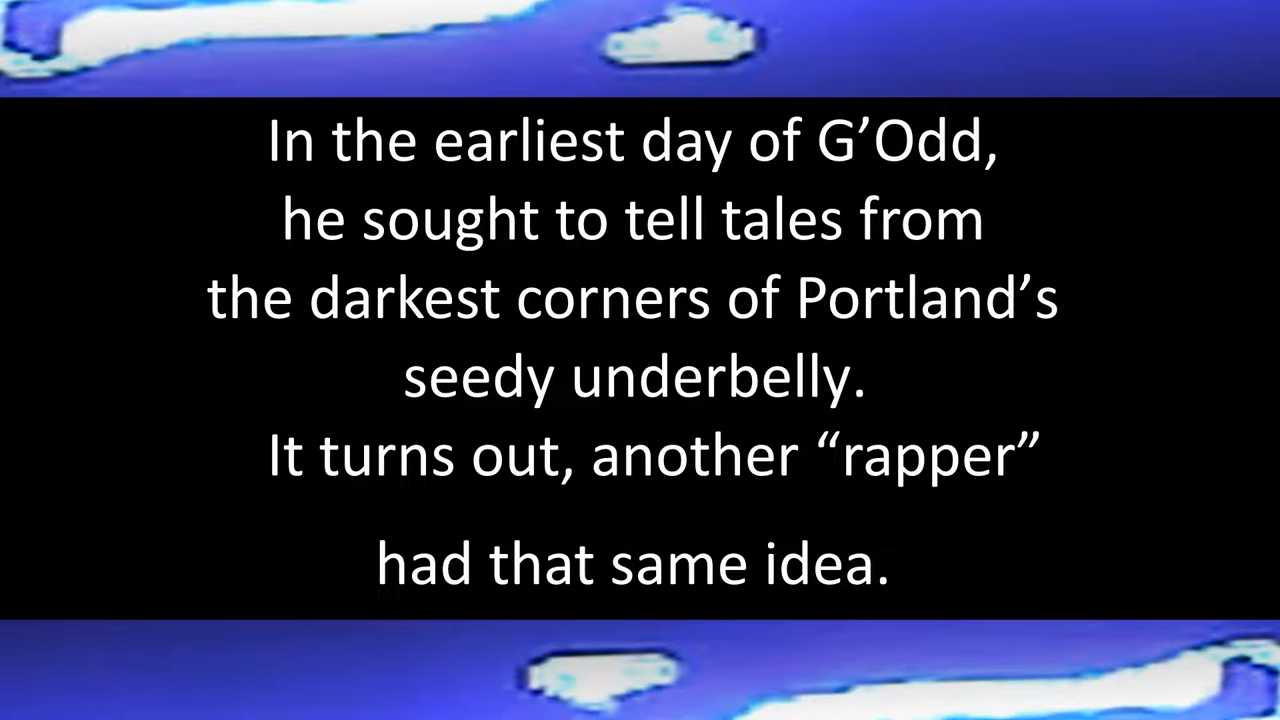 In the earliest day of G’Odd,
he sought to tell tales from
the darkest corners of Portland’s
seedy underbelly.
It turns out, another “rapper”
had that same idea.